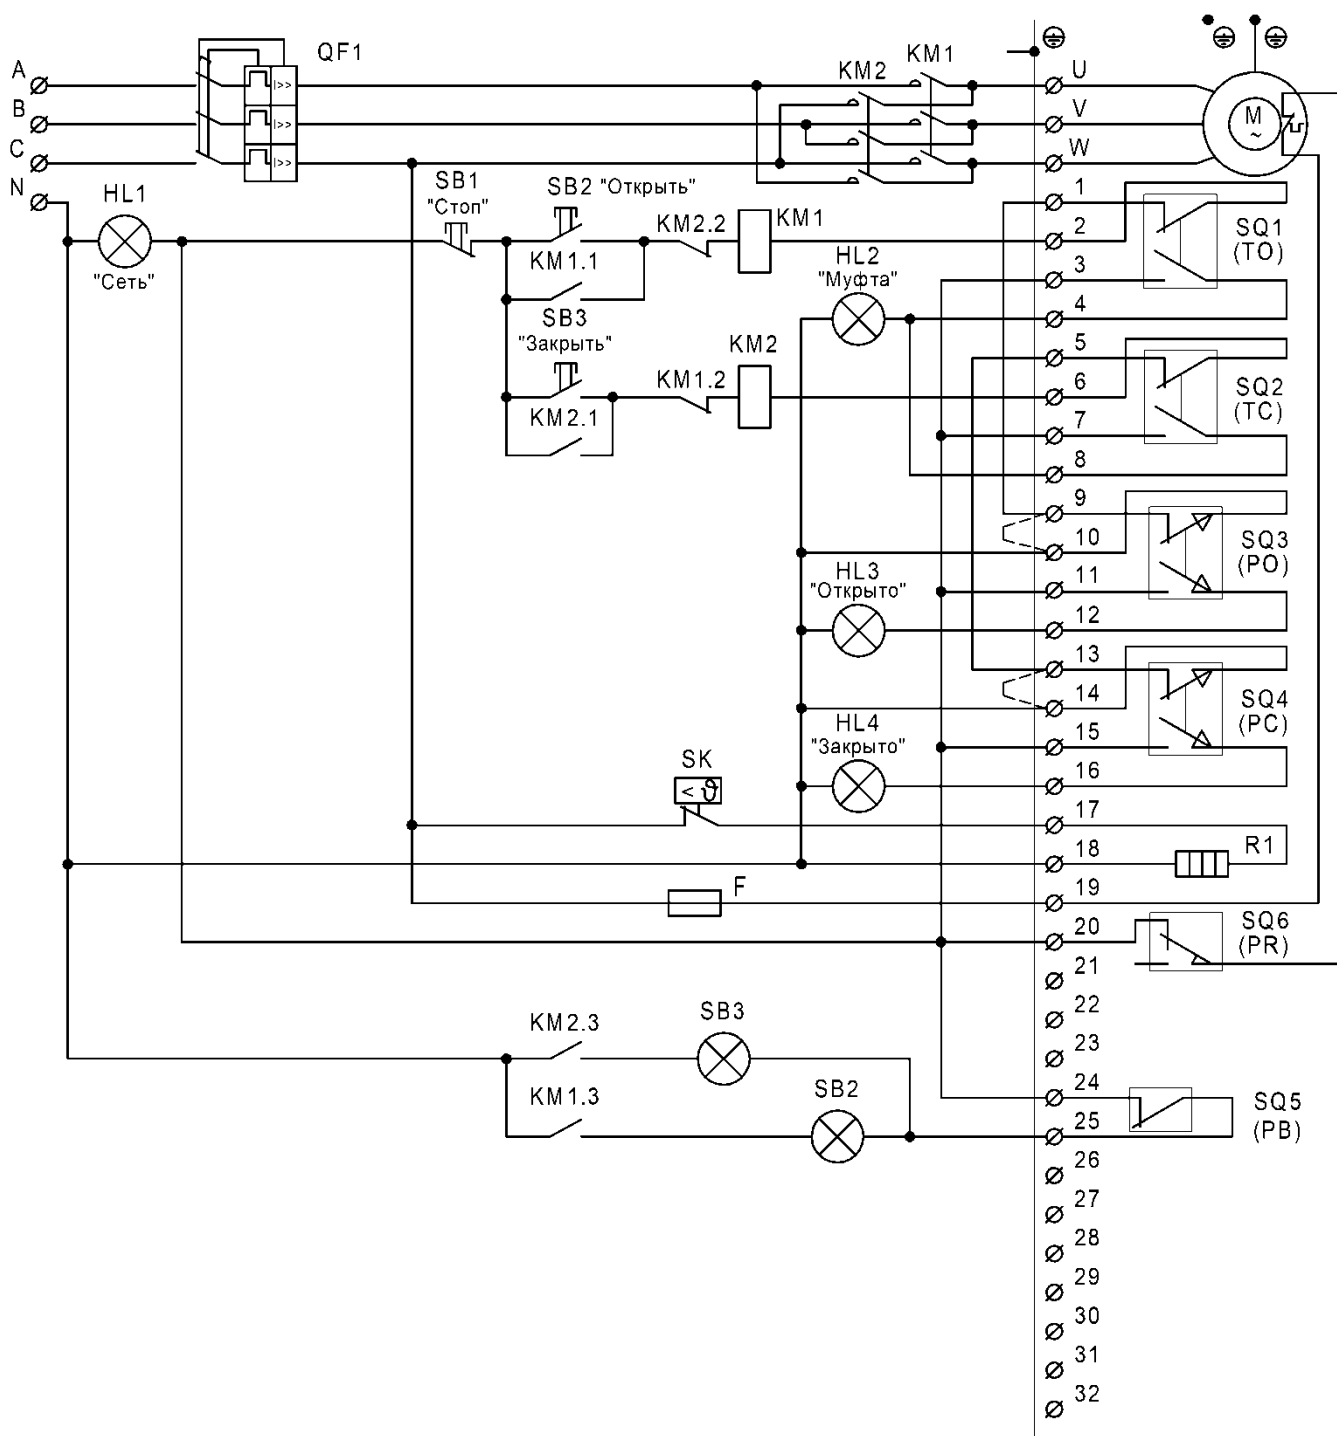 QF1
KM2
KM1
A
B
C
N
I>>
I>>
I>>
U
V
W
M
~
HL1
"Сеть"
SB1
"Стоп"
SB2 "Открыть"
KM1.1
KM2.2
KM1
SB3
"Закрыть"
KM2.1
KM1.2
KM2
HL2
"Муфта"
HL3
"Открыто"
HL4
"Закрыто"
SK
< ϑ
F
R1
KM2.3
SB3
KM1.3
SB2
1
2
3
4
5
6
7
8
9
10
11
12
13
14
15
16
17
18
19
20
21
22
23
24
25
26
27
28
29
30
31
32
SQ1
(TO)
SQ2
(TC)
SQ3
(PO)
SQ4
(PC)
SQ6
(PR)
SQ5
(PB)